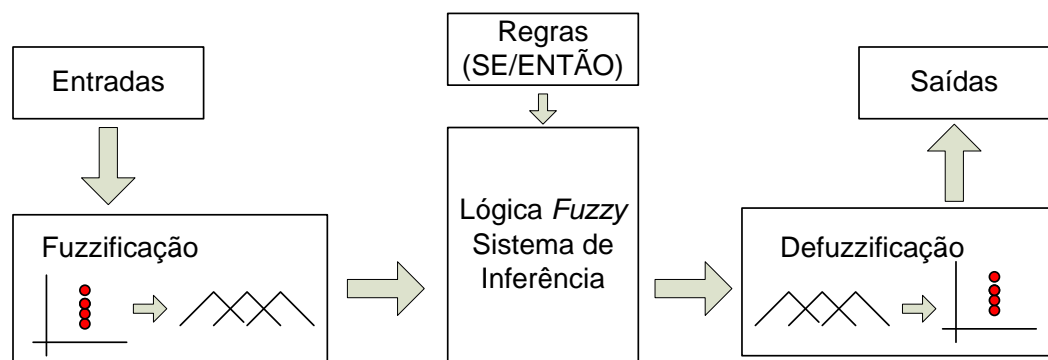 Entradas
Regras
(SE/ENTÃO)
Saídas
Fuzzificação
Lógica Fuzzy
Sistema de
Inferência
Defuzzificação